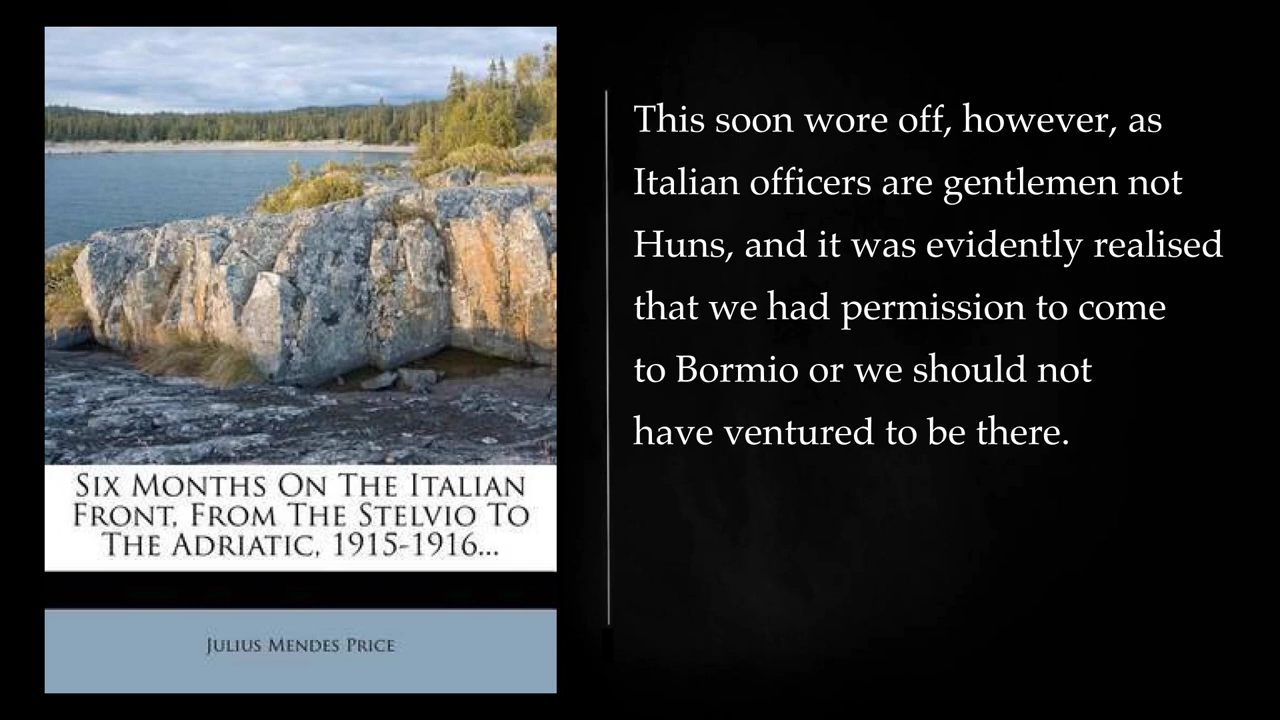 This soon wore off, however, as
Italian officers are gentlemen not
Huns, and it was evidently realised
that we had permission to come
to Bormio or we should not
have ventured to be there.
Six Months On The Italian
Front, From The Stelvio To
The Adriatic, 1915-1916...
Julius Mendes Price